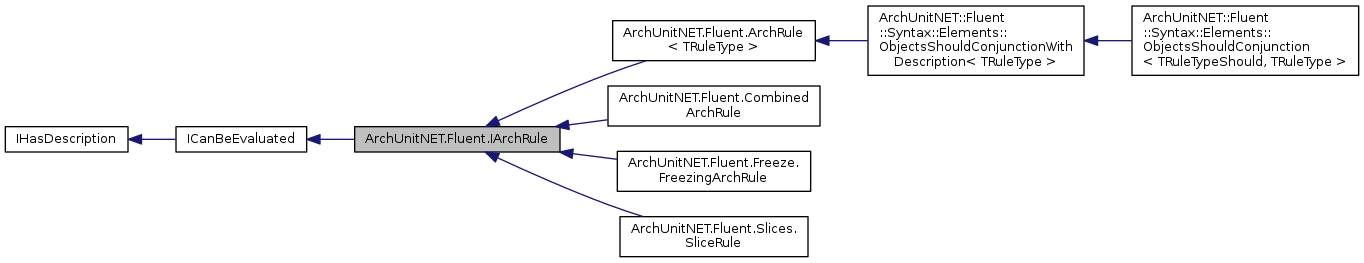 IHasDescription
ICanBeEvaluated
ArchUnitNET.Fluent.IArchRule
ArchUnitNET.Fluent.ArchRule
< TRuleType >
ArchUnitNET::Fluent
::Syntax::Elements::
ObjectsShouldConjunctionWith
Description< TRuleType >
ArchUnitNET::Fluent
::Syntax::Elements::
ObjectsShouldConjunction
< TRuleTypeShould, TRuleType >
ArchUnitNET.Fluent.Combined
ArchRule
ArchUnitNET.Fluent.Freeze.
FreezingArchRule
ArchUnitNET.Fluent.Slices.
SliceRule